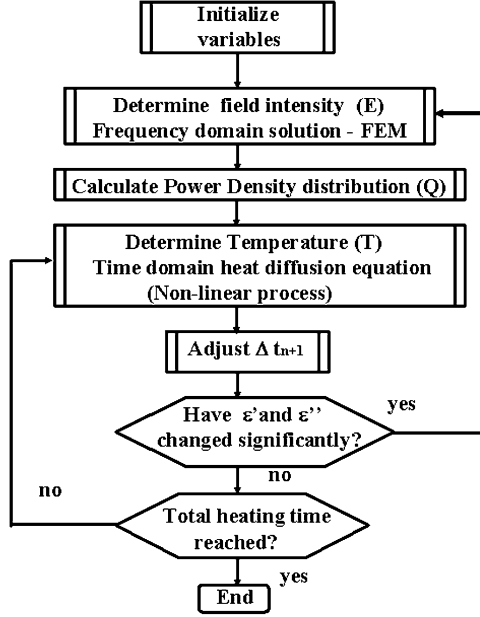 Initialize
variables
Determine field intensity (E)
Frequency domain solution - FEM
Calculate Power Density distribution (Q)
Determine Temperature (T)
Time domain heat diffusion equation
(Non-linear process)
Adjust Δ tn+1
Have ε’and ε’’
changed significantly?
yes
no
Total heating time
reached?
no
yes
End